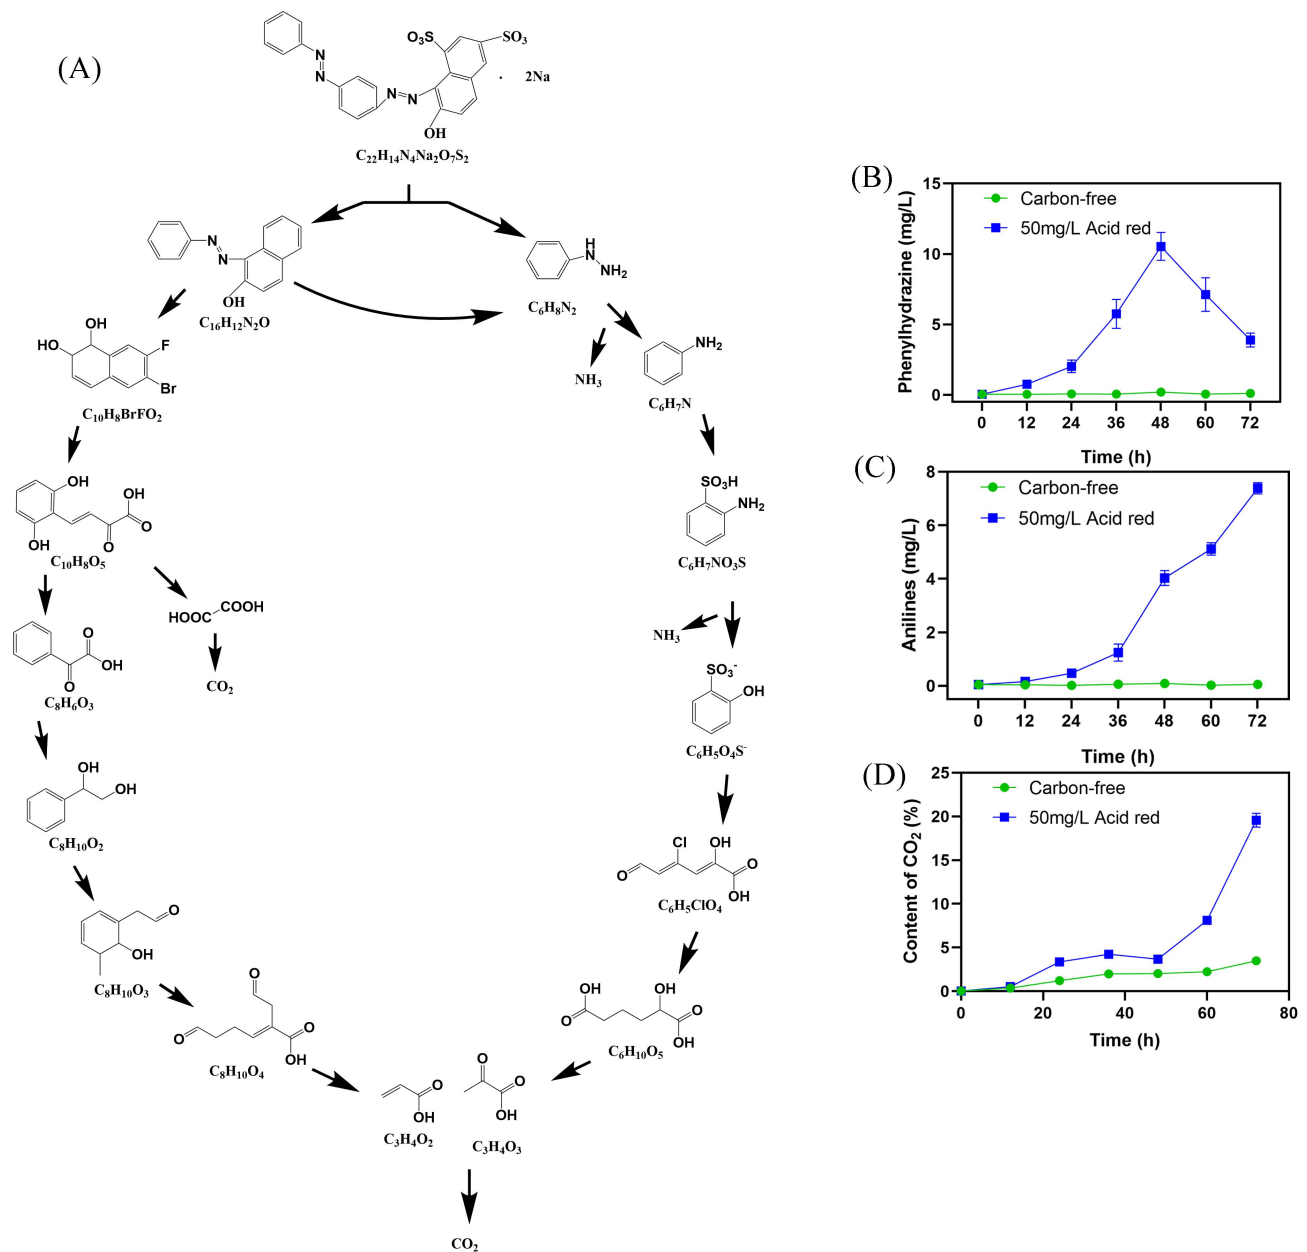 (A)
N
N
N
N
O₃S
SO₃
OH
· 2Na
C₂₂H₁₄N₄Na₂O₇S₂
N
N
OH
C₁₆H₁₂N₂O
H
N
NH₂
C₆H₈N₂
OH
HO
F
Br
C₁₀H₈BrFO₂
NH₃
NH₂
C₆H₇N
OH
OH
OH
O
O
C₁₀H₈O₅
SO₃H
NH₂
C₆H₇NO₃S
HOOC
COOH
CO₂
O
OH
O
C₈H₆O₃
NH₃
SO₃⁻
OH
C₆H₅O₄S⁻
OH
OH
C₈H₁₀O₂
Cl
OH
O
O
OH
C₆H₅ClO₄
O
OH
C₈H₁₀O₃
O
O
O
OH
C₈H₁₀O₄
OH
O
OH
O
OH
C₆H₁₀O₅
O
OH
C₃H₄O₂
O
O
OH
C₃H₄O₃
CO₂
(B)
Phenylhydrazine (mg/L)
15
10
5
0
Carbon-free
50mg/L Acid red
0 12 24 36 48 60 72
Time (h)
(C)
Anilines (mg/L)
8
6
4
2
0
Carbon-free
50mg/L Acid red
0 12 24 36 48 60 72
Time (h)
(D)
Content of CO₂ (%)
25
20
15
10
5
0
Carbon-free
50mg/L Acid red
0 20 40 60 80
Time (h)